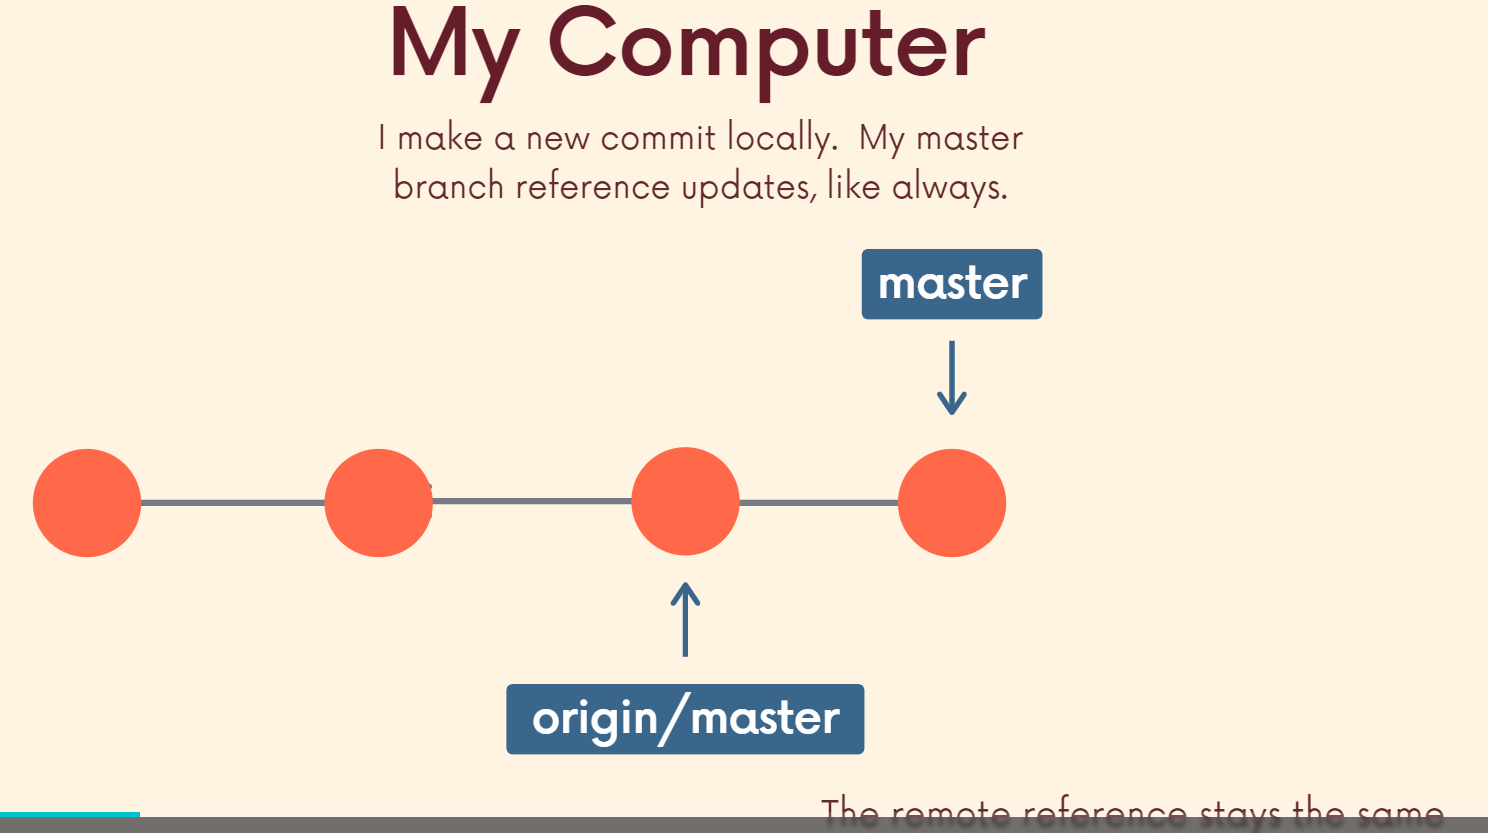 My Computer
I make a new commit locally. My master
branch reference updates, like always.
master
origin/master
The remote reference stays the same